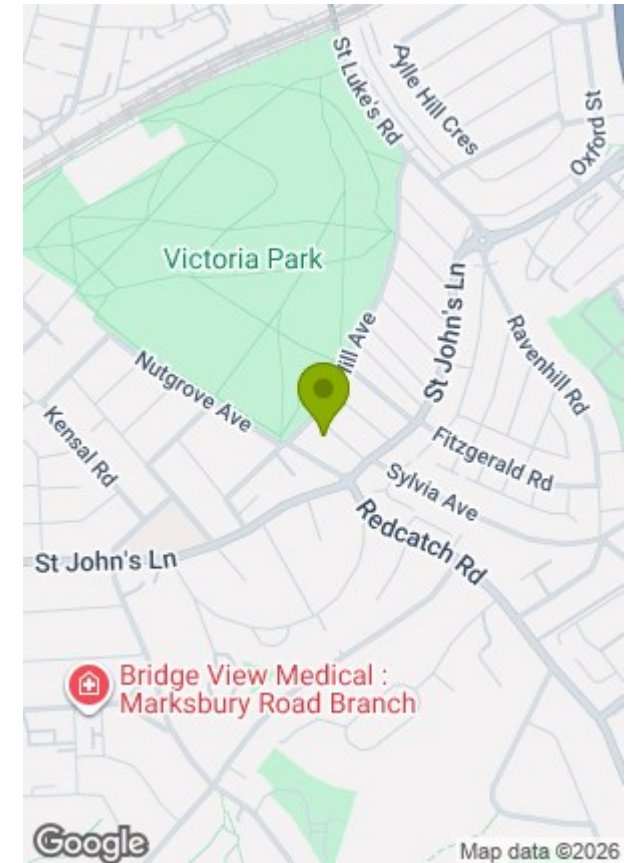 St Luke's Rd
Pylle Hill Cres
Oxford St
Victoria Park
Hill Ave
St John's Ln
Ravenhill Rd
Nutgrove Ave
Kensal Rd
Fitzgerald Rd
Sylvia Ave
Redcatch Rd
St John's Ln
Bridge View Medical :
Marksbury Road Branch
Google
Map data ©2026